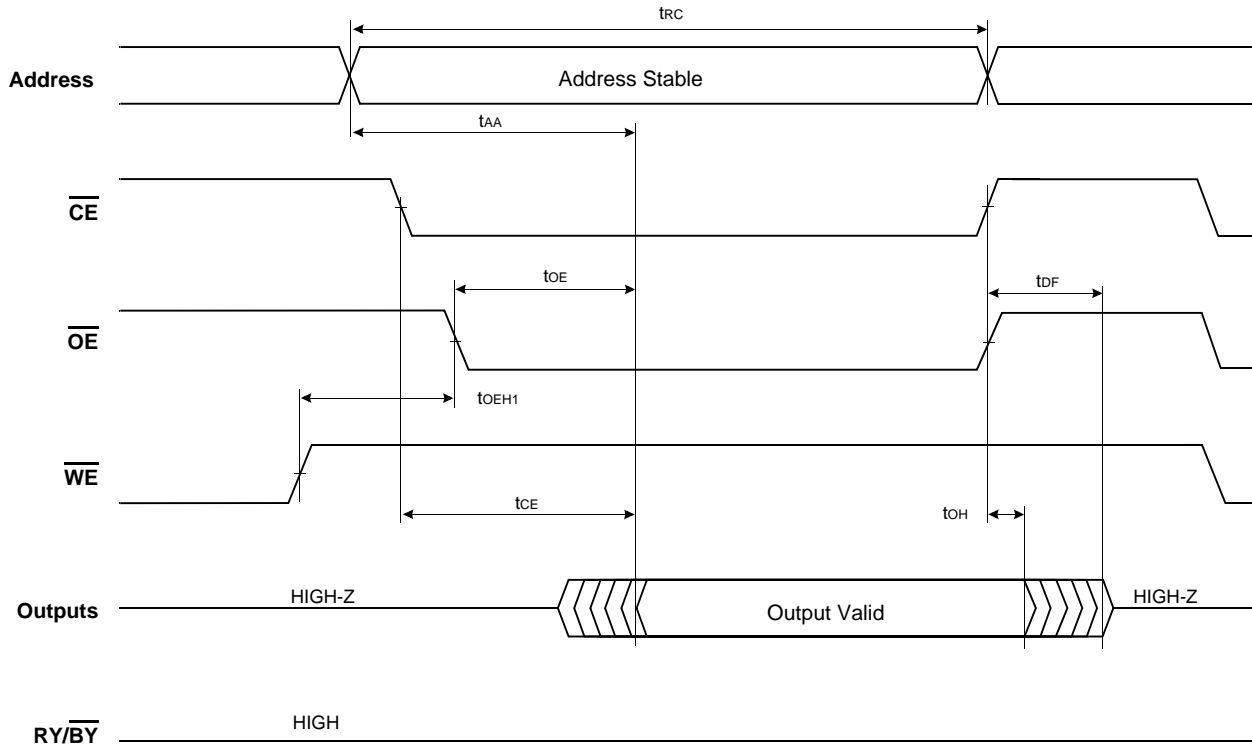 tRC
Address
Address Stable
tAA
CE
tOE
tDF
OE
tOEH1
WE
tCE
tOH
HIGH-Z
Outputs
Output Valid
HIGH-Z
HIGH
RY/BY